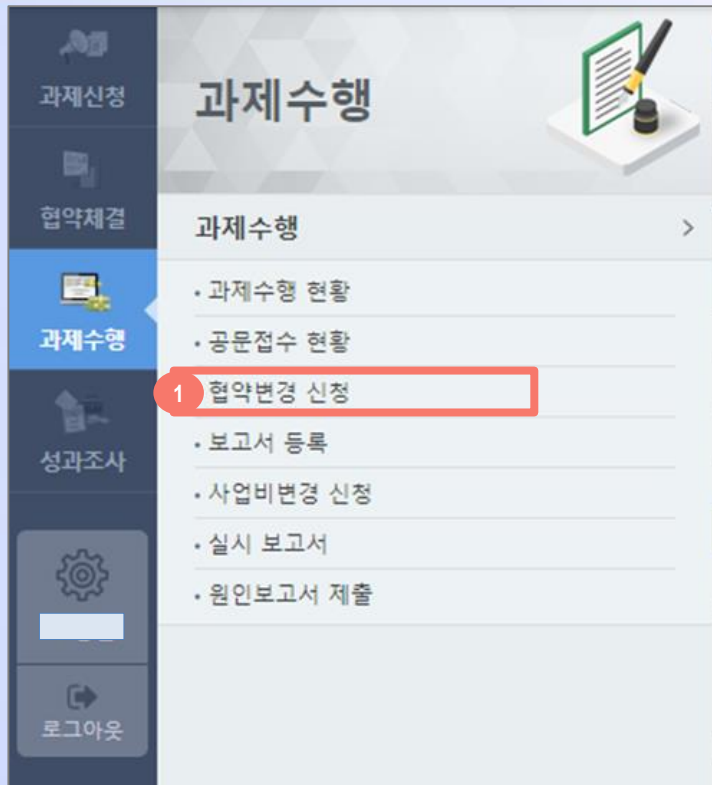 과제신청
협약체결
과제수행
성과조사
로그아웃
과제수행
과제수행 >
• 과제수행 현황
• 공문접수 현황
1 협약변경 신청
• 보고서 등록
• 사업비변경 신청
• 실시 보고서
• 원인보고서 제출